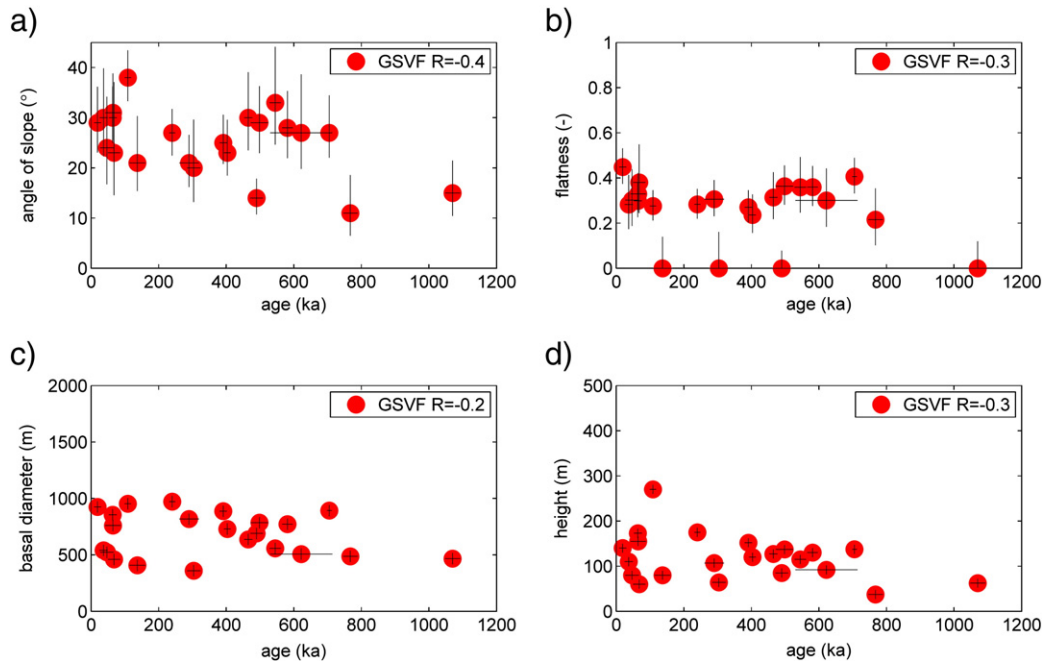 a)
GSVF R=-0.4
angle of slope (°)
40
30
20
10
0
0 200 400 600 800 1000 1200
age (ka)
b)
GSVF R=-0.3
flatness (-)
1
0.8
0.6
0.4
0.2
0
0 200 400 600 800 1000 1200
age (ka)
c)
GSVF R=-0.2
basal diameter (m)
2000
1500
1000
500
0
0 200 400 600 800 1000 1200
age (ka)
d)
GSVF R=-0.3
height (m)
500
400
300
200
100
0
0 200 400 600 800 1000 1200
age (ka)